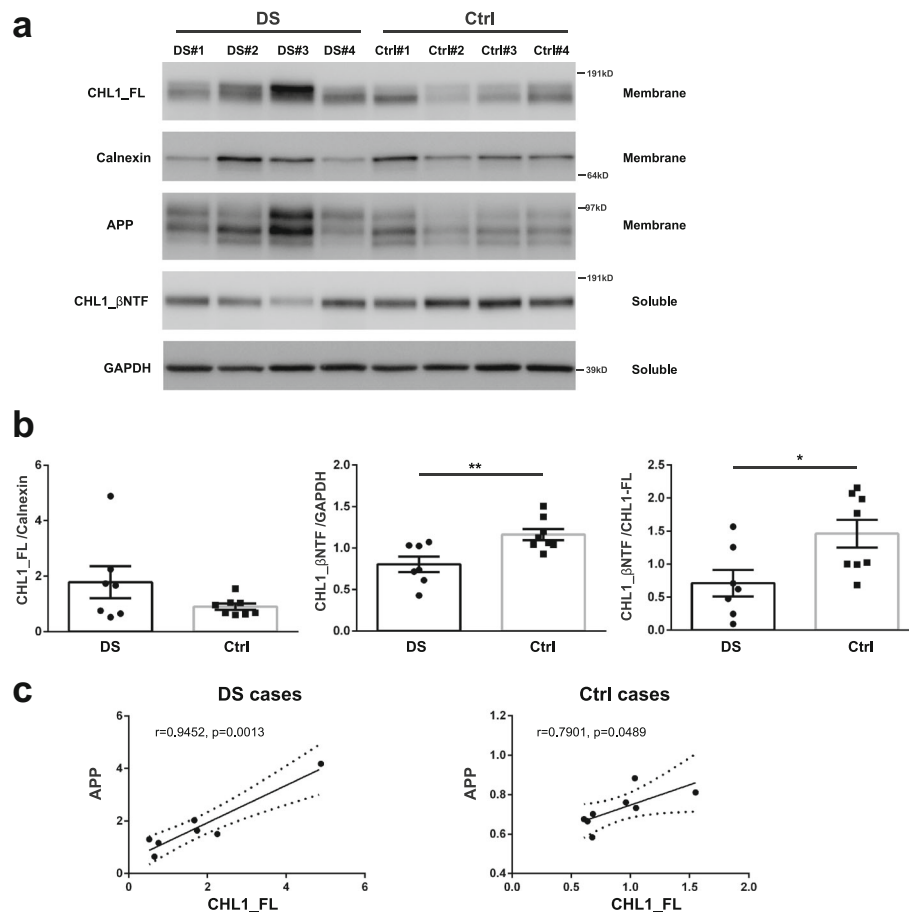 a
DS Ctrl
DS#1 DS#2 DS#3 DS#4 Ctrl#1 Ctrl#2 Ctrl#3 Ctrl#4
CHL1_FL 191kD Membrane
Calnexin 64kD Membrane
APP 97kD Membrane
CHL1_βNTF 191kD Soluble
GAPDH 39kD Soluble
b
CHL1_FL /Calnexin
6
4
2
0
DS Ctrl
CHL1_βNTF /GAPDH
**
2.0
1.5
1.0
0.5
0.0
DS Ctrl
CHL1_βNTF /CHL1-FL
*
2.5
2.0
1.5
1.0
0.5
0.0
DS Ctrl
c
DS cases
r=0.9452, p=0.0013
APP
6
4
2
0
0 2 4 6
CHL1_FL
Ctrl cases
r=0.7901, p=0.0489
APP
1.2
1.0
0.8
0.6
0.4
0.0 0.5 1.0 1.5 2.0
CHL1_FL